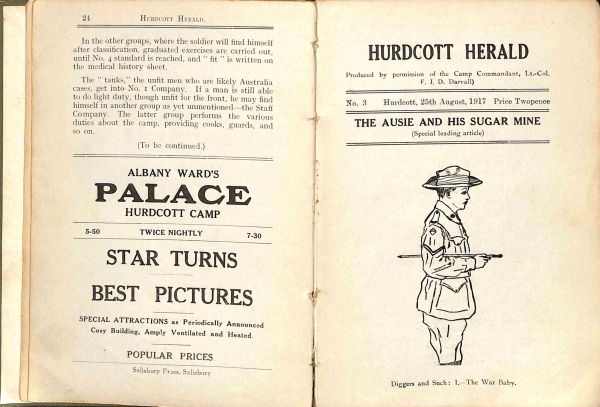 24 HURDCOTT HERALD.
In the other groups, where the soldier will find himself
after classification, graduated exercises are carried out,
until No. 4 standard is reached, and " fit " is written on
the medical history sheet.
The " tanks," the unfit men who are likely Australia
cases, get into No. 1 Company. If a man is still able
to do light duty, though unfit for the front, he may find
himself in another group as yet unmentioned—the Staff
Company. The latter group performs the various
duties about the camp, providing cooks, guards, and
so on.
(To be continued.)
ALBANY WARD'S
PALACE
HURDCOTT CAMP
5-50 TWICE NIGHTLY 7-30
STAR TURNS
BEST PICTURES
SPECIAL ATTRACTIONS as Periodically Announced
Cosy Building, Amply Ventilated and Heated.
POPULAR PRICES
Salisbury Press, Salisbury
HURDCOTT HERALD
Produced by permission of the Camp Commandant, Lt.-Col.
F. J. D. Darvall)
No. 3 Hurdcott, 25th August, 1917 Price Twopence
THE AUSIE AND HIS SUGAR MINE
(Special leading article)
Diggers and Such: I.—The War Baby.